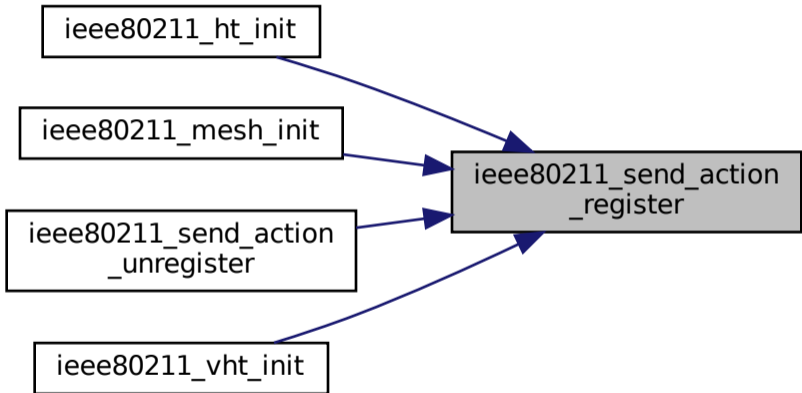 ieee80211_ht_init
ieee80211_mesh_init
ieee80211_send_action
_unregister
ieee80211_vht_init
ieee80211_send_action
_register